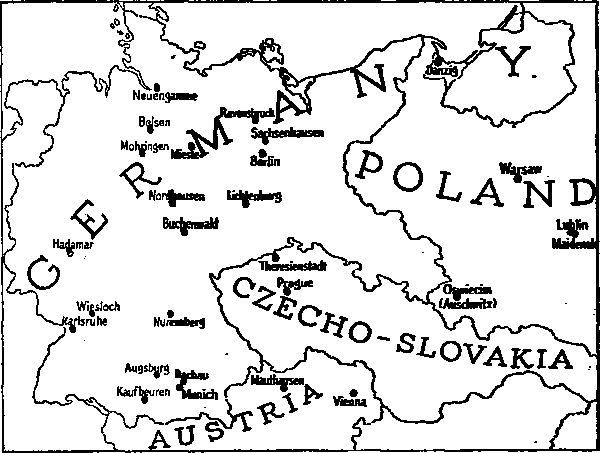 GERMANY
POLAND
CZECHO-SLOVAKIA
AUSTRIA
Neuengamme
Belsen
Mohringen
Mieste
Ravensbruck
Sachsenhausen
Berlin
Danzig
Warsaw
Lublin
Nordhausen
Lichtenburg
Buchenwald
Hadamar
Theresienstadt
Prague
Oswiecim
(Auschwitz)
Wiesloch
Karlsruhe
Nuremberg
Augsburg
Dachau
Kaufbeuren
Munich
Mauthausen
Vienna